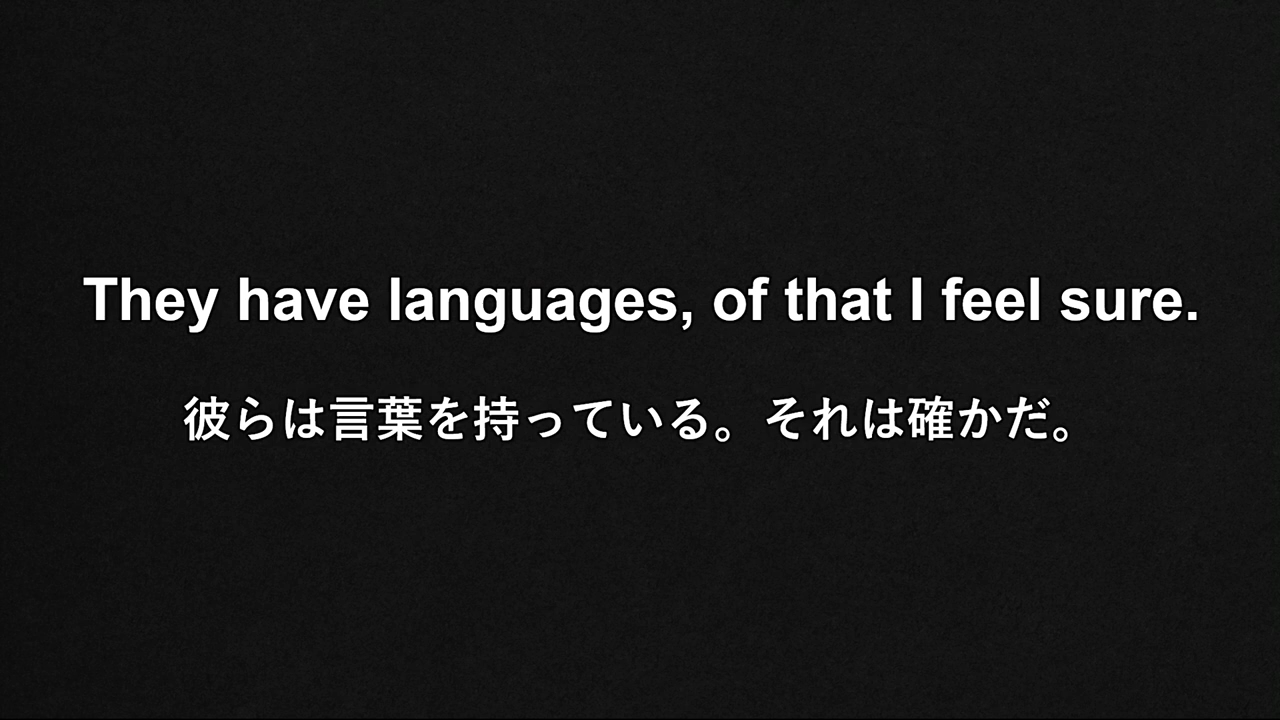 They have languages, of that I feel sure.
彼らは言葉を持っている。それは確かだ。